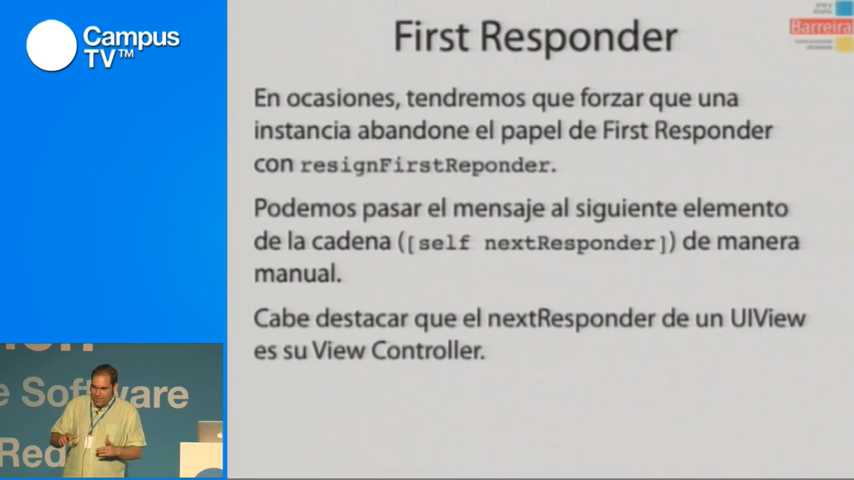 Campus
TV™
First Responder
Barreira
En ocasiones, tendremos que forzar que una
instancia abandone el papel de First Responder
con resignFirstReponder.
Podemos pasar el mensaje al siguiente elemento
de la cadena ([self nextResponder]) de manera
manual.
Cabe destacar que el nextResponder de un UIView
es su View Controller.
e Software
Red